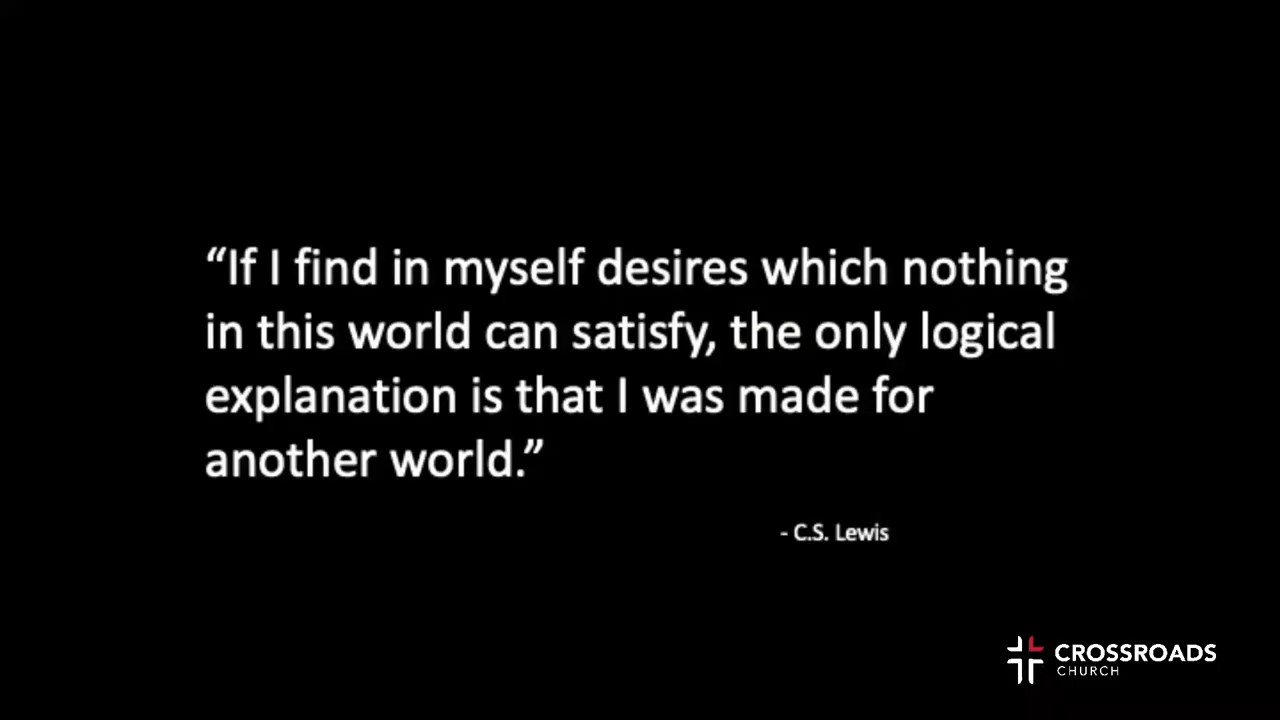 “If I find in myself desires which nothing
in this world can satisfy, the only logical
explanation is that I was made for
another world.”
- C.S. Lewis
CROSSROADS
CHURCH